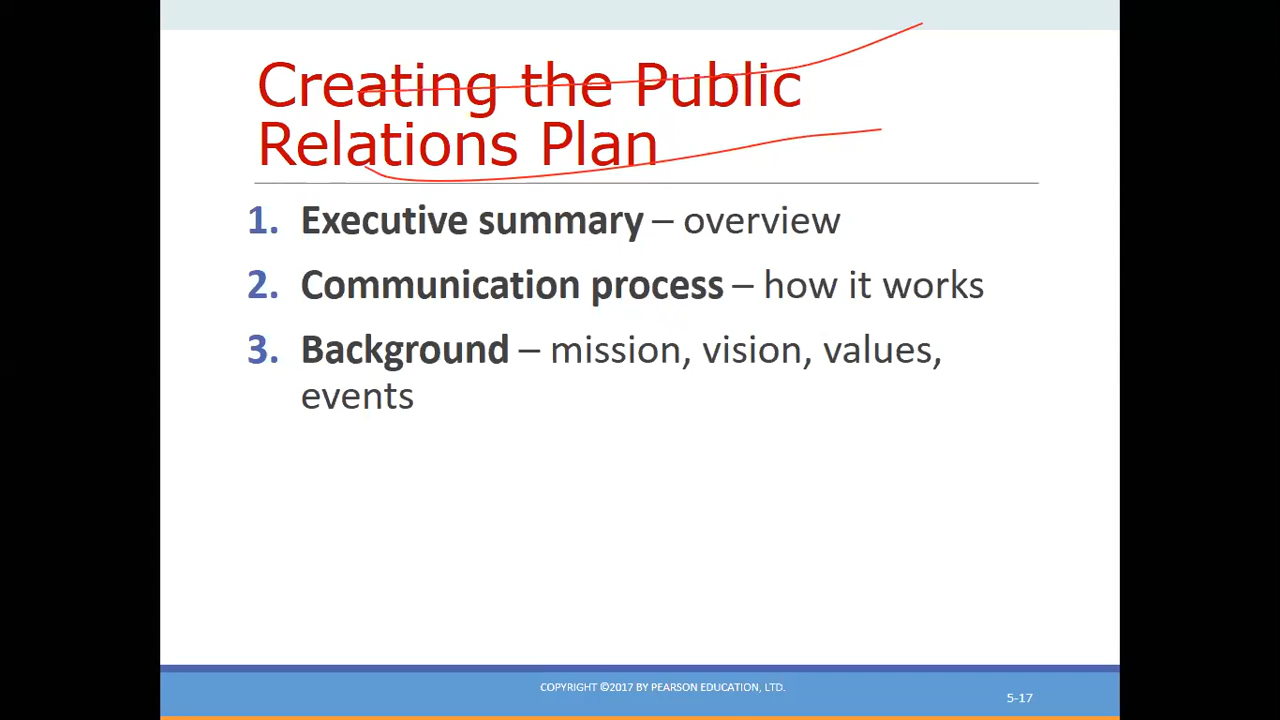 Creating the Public
Relations Plan
1. Executive summary – overview
2. Communication process – how it works
3. Background – mission, vision, values,
events
COPYRIGHT ©2017 BY PEARSON EDUCATION, LTD.
5-17